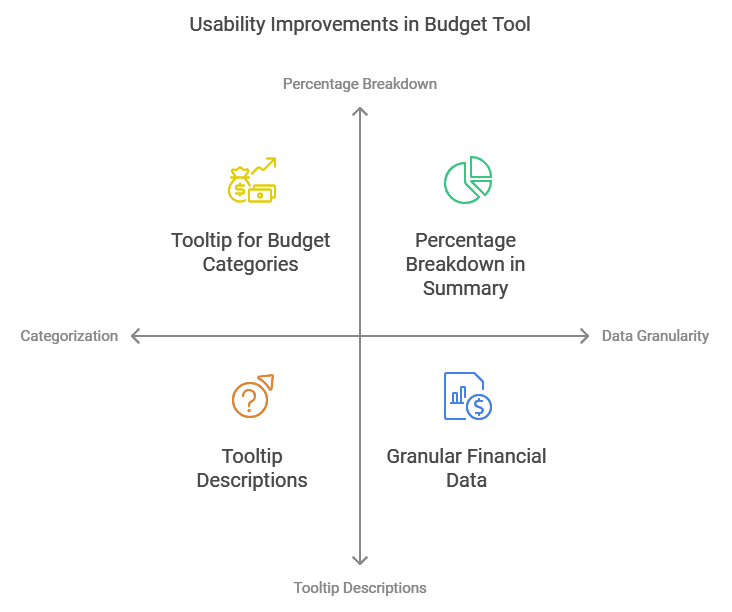 Usability Improvements in Budget Tool
Percentage Breakdown
Tooltip for Budget
Categories
Percentage
Breakdown in
Summary
Categorization
Data Granularity
Tooltip
Descriptions
Granular Financial
Data
Tooltip Descriptions